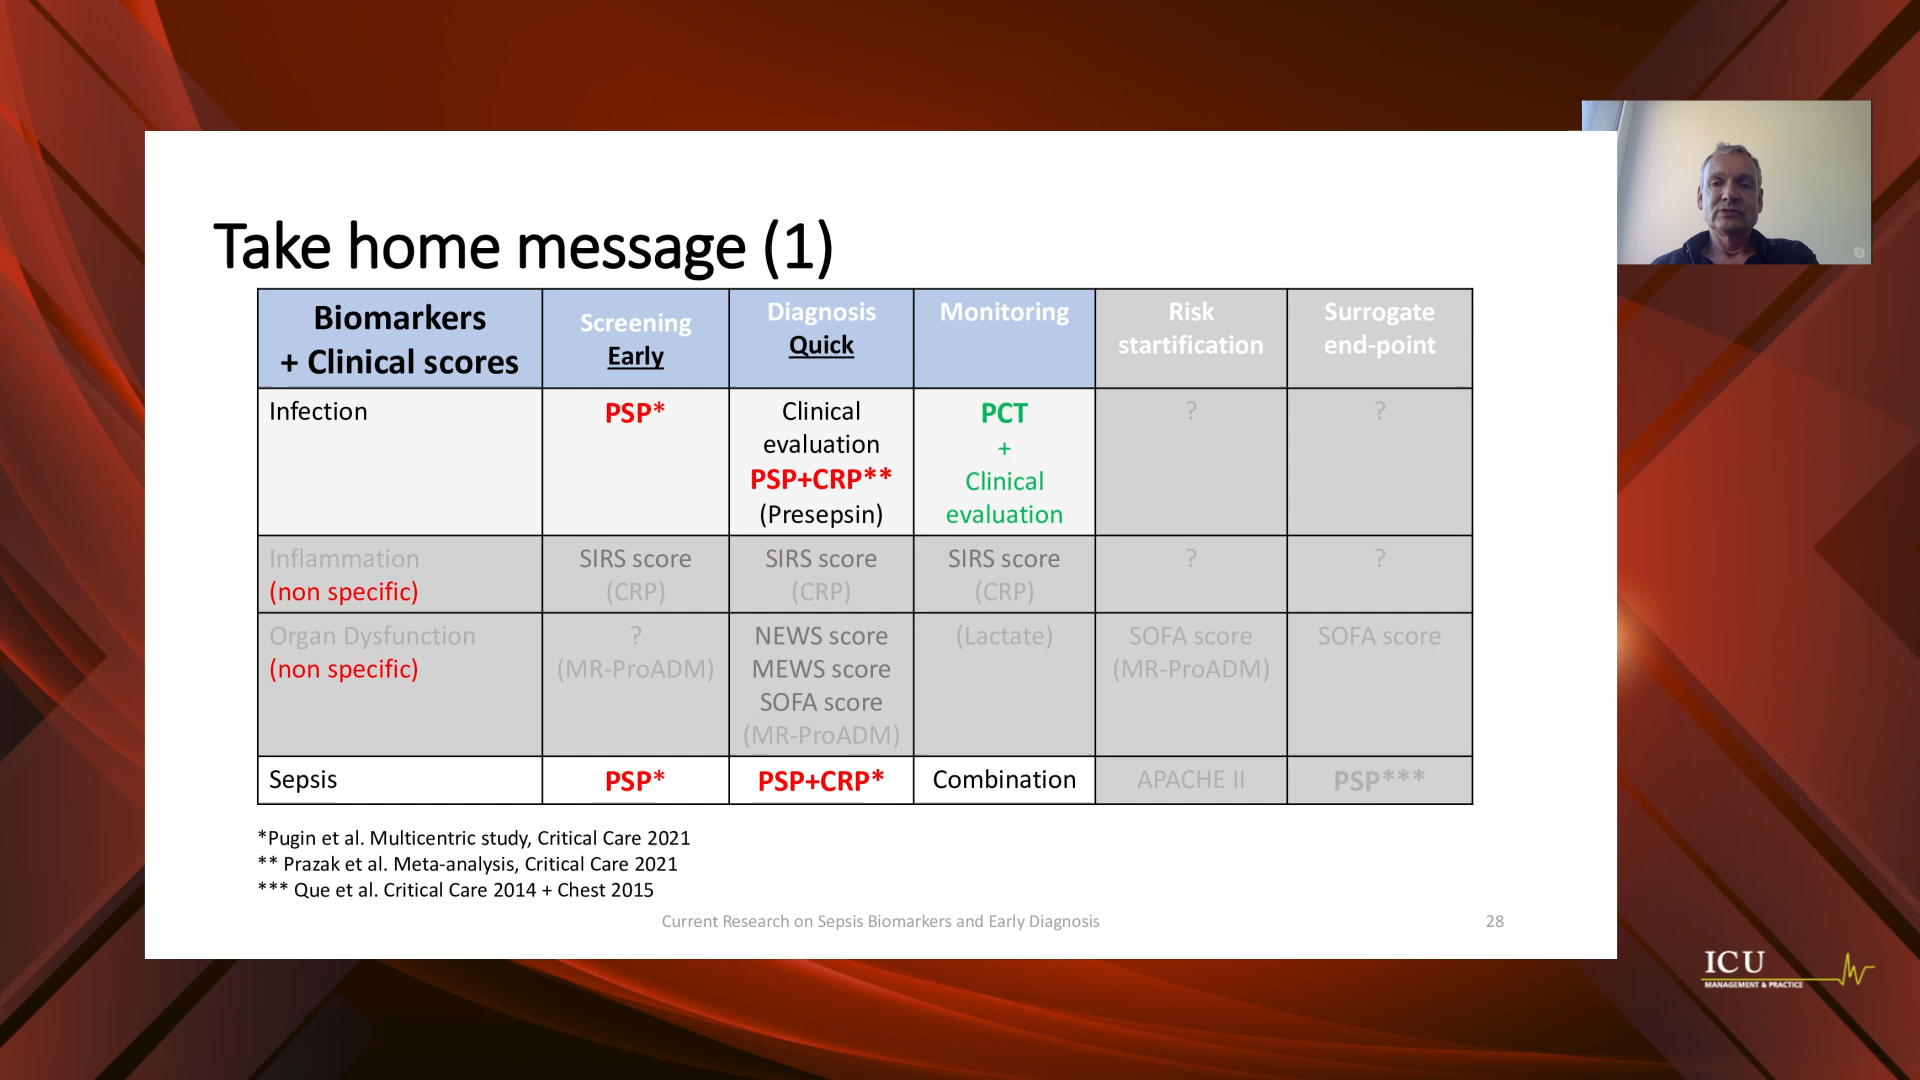 Take home message (1)
Biomarkers
+ Clinical scores
Screening
Early
Diagnosis
Quick
Monitoring
Risk
startification
Surrogate
end-point
Infection
PSP*
Clinical
evaluation
PSP+CRP**
(Presepsin)
PCT
+
Clinical
evaluation
?
?
Inflammation
(non specific)
SIRS score
(CRP)
SIRS score
(CRP)
SIRS score
(CRP)
?
?
Organ Dysfunction
(non specific)
?
(MR-ProADM)
NEWS score
MEWS score
SOFA score
(MR-ProADM)
(Lactate)
SOFA score
(MR-ProADM)
SOFA score
Sepsis
PSP*
PSP+CRP*
Combination
APACHE II
PSP***
*Pugin et al. Multicentric study, Critical Care 2021
** Prazak et al. Meta-analysis, Critical Care 2021
*** Que et al. Critical Care 2014 + Chest 2015
Current Research on Sepsis Biomarkers and Early Diagnosis
28
ICU
MANAGEMENT & PRACTICE